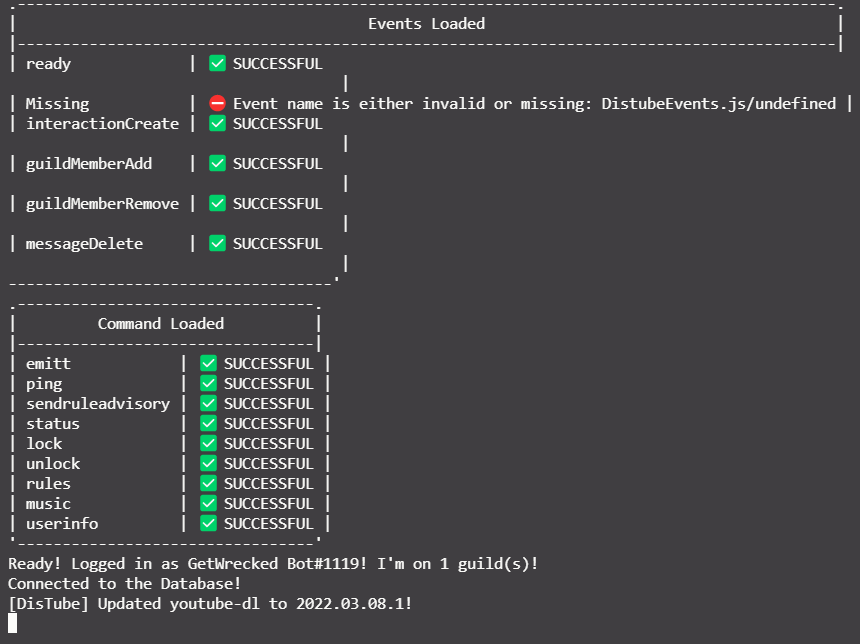 Events Loaded
| ready | ✅ SUCCESSFUL
|
| Missing | ⛔ Event name is either invalid or missing: DistubeEvents.js/undefined |
| interactionCreate | ✅ SUCCESSFUL
|
| guildMemberAdd | ✅ SUCCESSFUL
|
| guildMemberRemove | ✅ SUCCESSFUL
|
| messageDelete | ✅ SUCCESSFUL
|
Command Loaded
| emitt | ✅ SUCCESSFUL |
| ping | ✅ SUCCESSFUL |
| sendruleadvisory | ✅ SUCCESSFUL |
| status | ✅ SUCCESSFUL |
| lock | ✅ SUCCESSFUL |
| unlock | ✅ SUCCESSFUL |
| rules | ✅ SUCCESSFUL |
| music | ✅ SUCCESSFUL |
| userinfo | ✅ SUCCESSFUL |
Ready! Logged in as GetWrecked Bot#1119! I'm on 1 guild(s)!
Connected to the Database!
[DisTube] Updated youtube-dl to 2022.03.08.1!